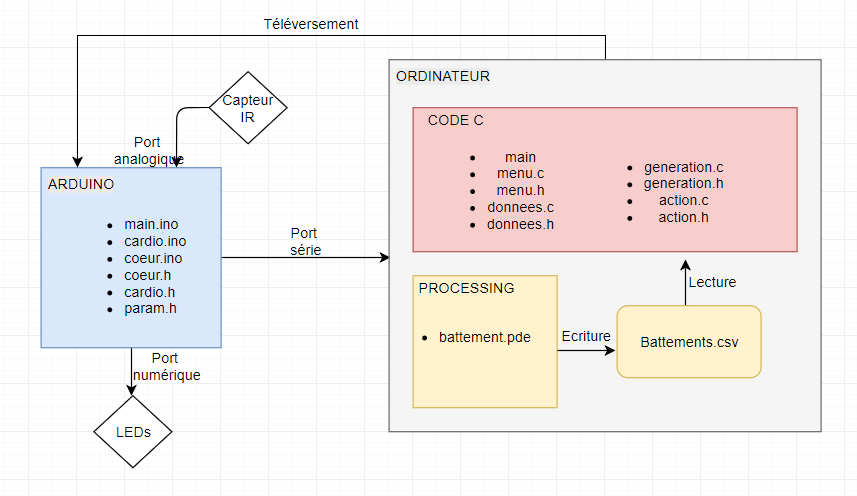 Téléversement
ORDINATEUR
Capteur
IR
CODE C
Port
analogique
main
menu.c
menu.h
donnees.c
donnees.h
generation.c
generation.h
action.c
action.h
ARDUINO
main.ino
cardio.ino
coeur.ino
coeur.h
cardio.h
param.h
Port
série
PROCESSING
battement.pde
Ecriture
Lecture
Battements.csv
Port
numérique
LEDs